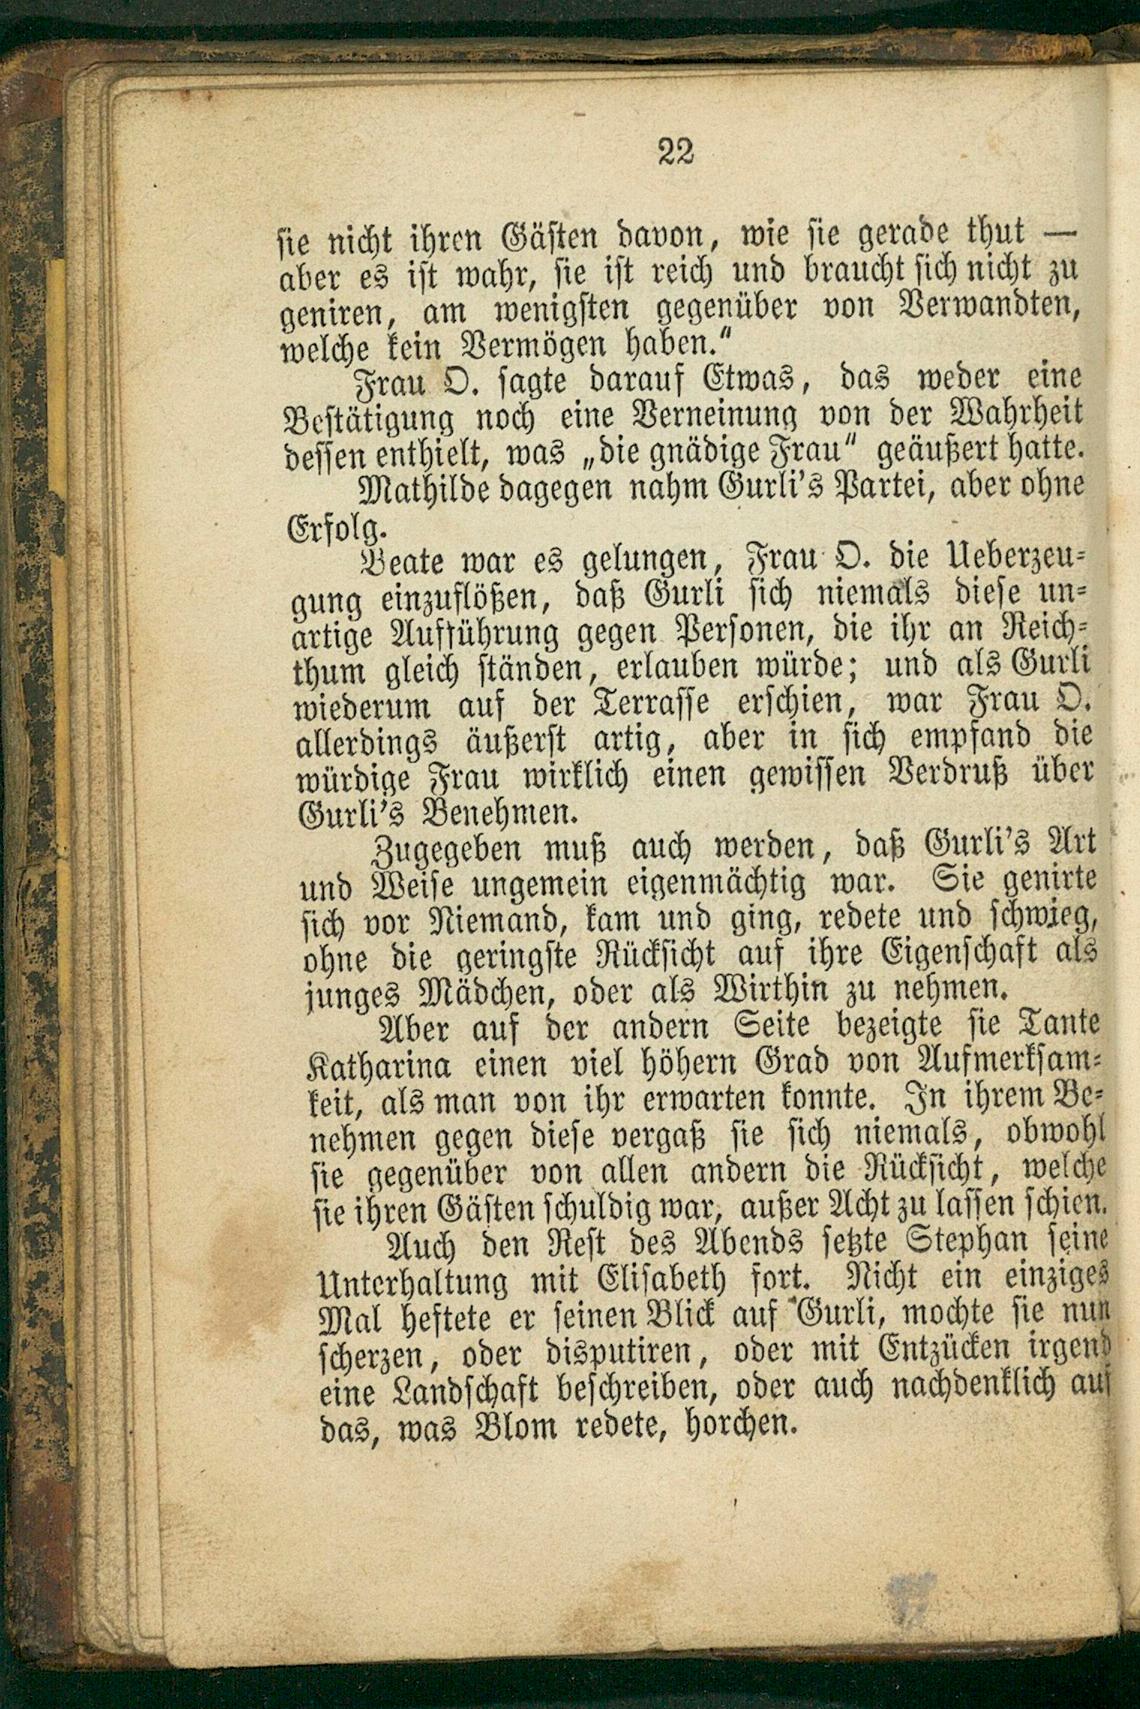 22
sie nicht ihren Gästen davon, wie sie gerade thut —
aber es ist wahr, sie ist reich und braucht sich nicht zu
geniren, am wenigsten gegenüber von Verwandten,
welche kein Vermögen haben.“
Frau O. sagte darauf Etwas, das weder eine
Bestätigung noch eine Verneinung von der Wahrheit
dessen enthielt, was „die gnädige Frau“ geäußert hatte.
Mathilde dagegen nahm Gurli's Partei, aber ohne
Erfolg.
Beate war es gelungen, Frau O. die Ueberzeu-
gung einzuflößen, daß Gurli sich niemals diese un-
artige Aufführung gegen Personen, die ihr an Reich-
thum gleich ständen, erlauben würde; und als Gurli
wiederum auf der Terrasse erschien, war Frau O.
allerdings äußerst artig, aber in sich empfand die
würdige Frau wirklich einen gewissen Verdruß über
Gurli's Benehmen.
Zugegeben muß auch werden, daß Gurli's Art
und Weise ungemein eigenmächtig war. Sie genirte
sich vor Niemand, kam und ging, redete und schwieg,
ohne die geringste Rücksicht auf ihre Eigenschaft als
junges Mädchen, oder als Wirthin zu nehmen.
Aber auf der andern Seite bezeigte sie Tante
Katharina einen viel höhern Grad von Aufmerksam-
keit, als man von ihr erwarten konnte. In ihrem Be-
nehmen gegen diese vergaß sie sich niemals, obwohl
sie gegenüber von allen andern die Rücksicht, welche
sie ihren Gästen schuldig war, außer Acht zu lassen schien.
Auch den Rest des Abends setzte Stephan seine
Unterhaltung mit Elisabeth fort. Nicht ein einziges
Mal heftete er seinen Blick auf Gurli, mochte sie nun
scherzen, oder disputiren, oder mit Entzücken irgend
eine Landschaft beschreiben, oder auch nachdenklich auf
das, was Blom redete, horchen.